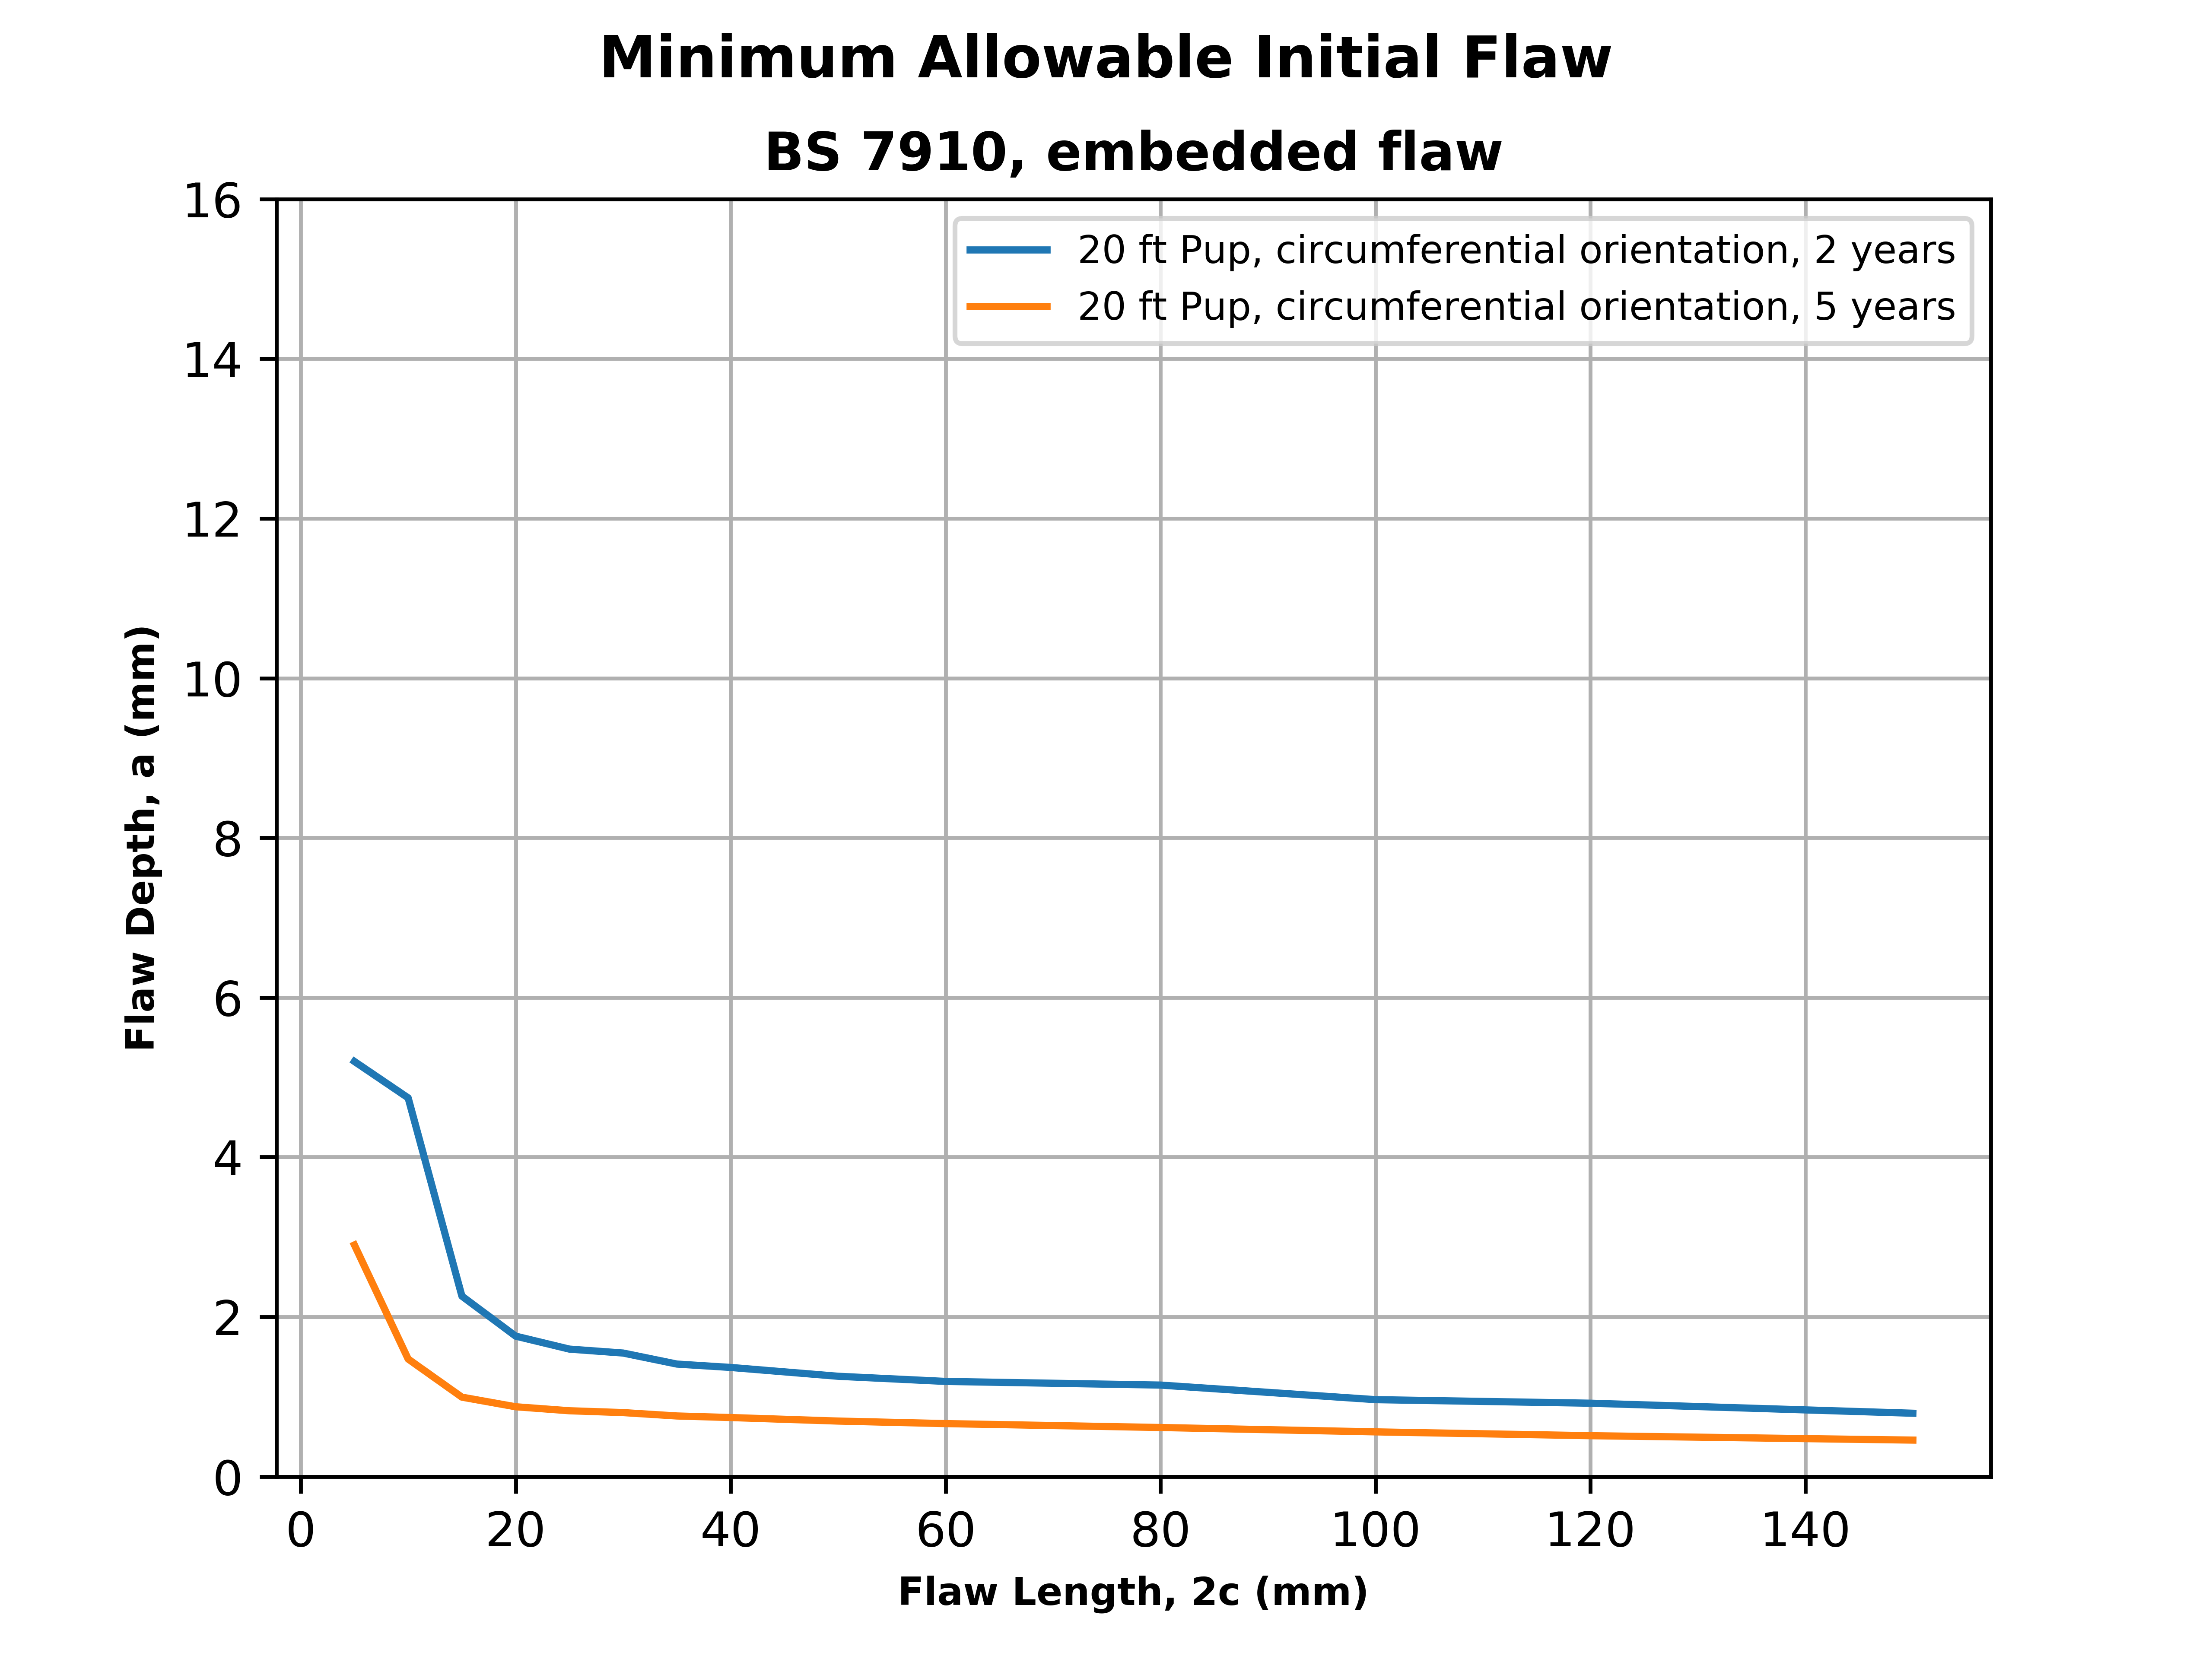 Minimum Allowable Initial Flaw
BS 7910, embedded flaw
20 ft Pup, circumferential orientation, 2 years
20 ft Pup, circumferential orientation, 5 years
Flaw Depth, a (mm)
16
14
12
10
8
6
4
2
0
0 20 40 60 80 100 120 140
Flaw Length, 2c (mm)